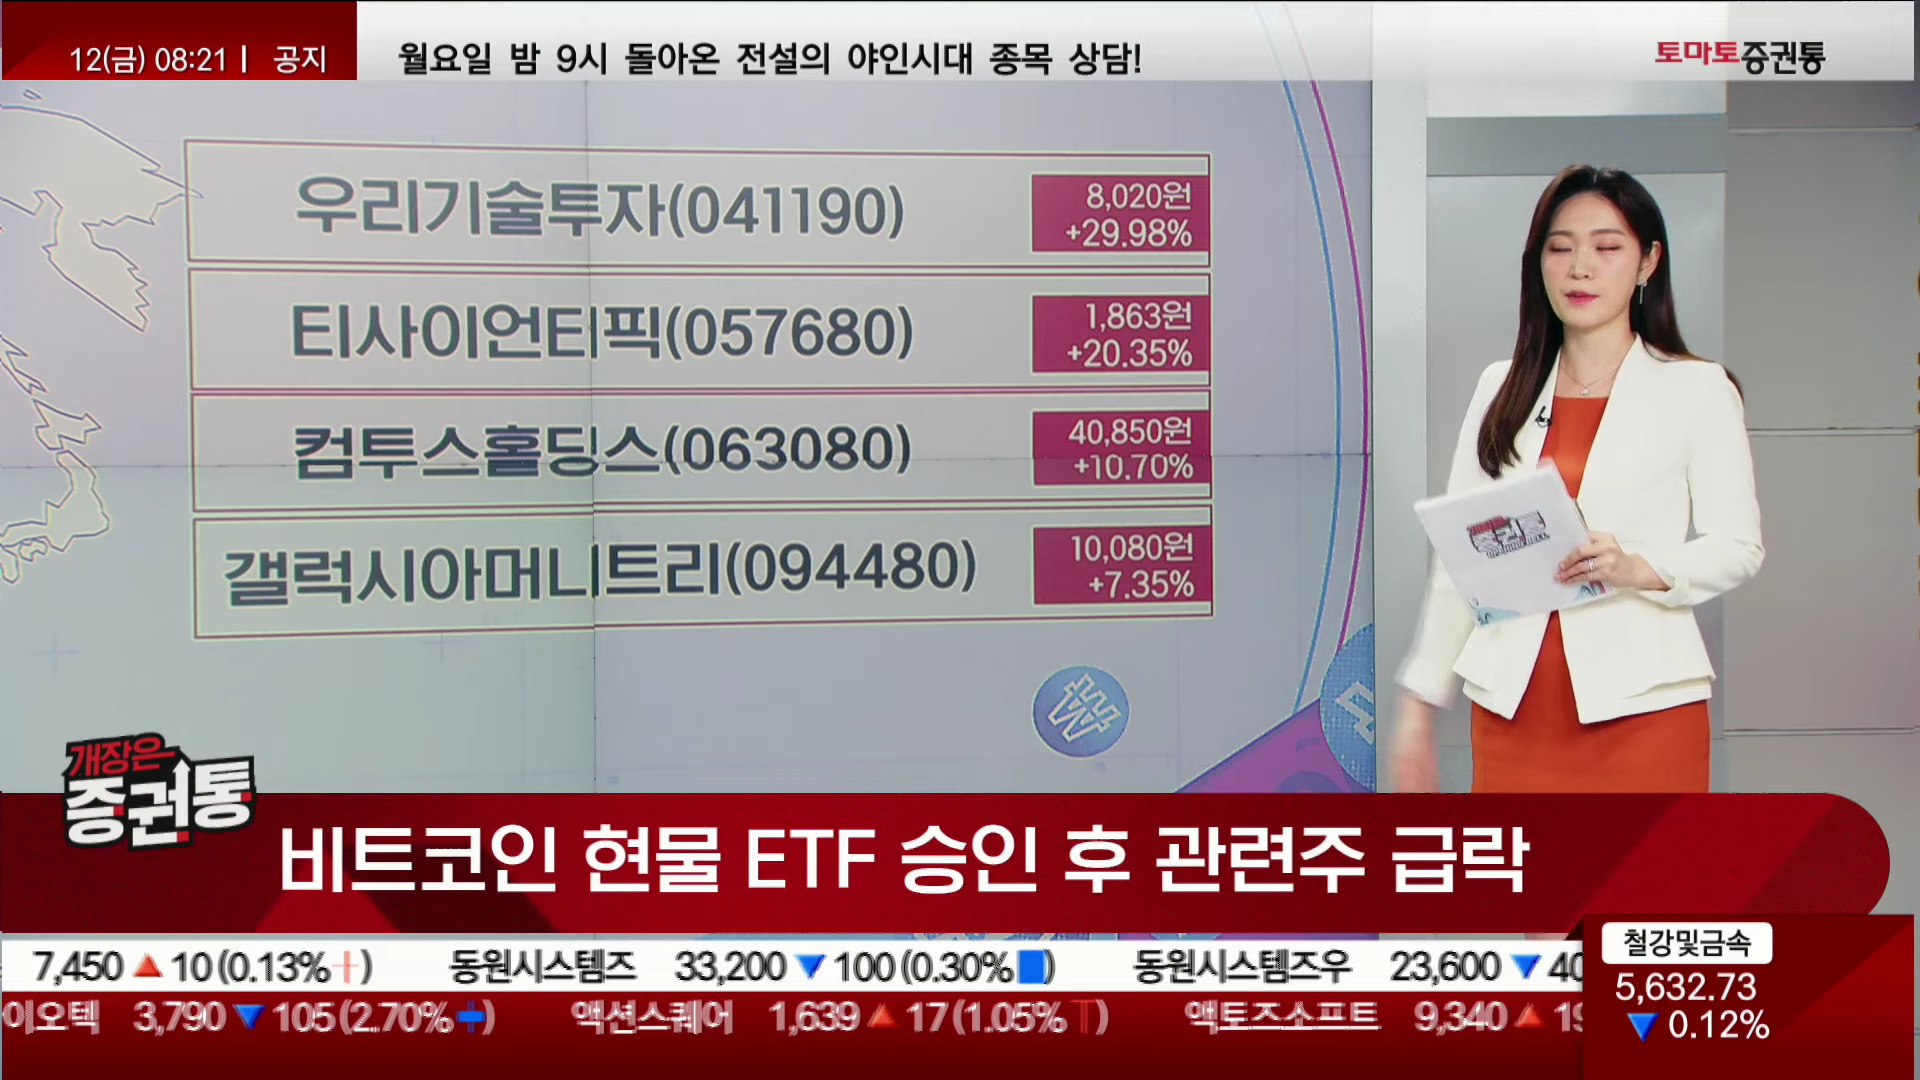 12(금) 08:21 | 공지
월요일 밤 9시 돌아온 전설의 야인시대 종목 상담!
토마토증권통
우리기술투자(041190)
8,020원
+29.98%
티사이언티픽(057680)
1,863원
+20.35%
컴투스홀딩스(063080)
40,850원
+10.70%
갤럭시아머니트리(094480)
10,080원
+7.35%
개장은
증권통
비트코인 현물 ETF 승인 후 관련주 급락
7,450 ▲ 10 (0.13% ) 동원시스템즈 33,200 ▼ 100 (0.30% ) 동원시스템즈우 23,600 ▼ 40
이오텍 3,790 ▼ 105 (2.70% ) 액션스퀘어 1,639 ▲ 17 (1.05% ) 액토즈소프트 9,340 ▲
철강및금속
5,632.73
▼ 0.12%